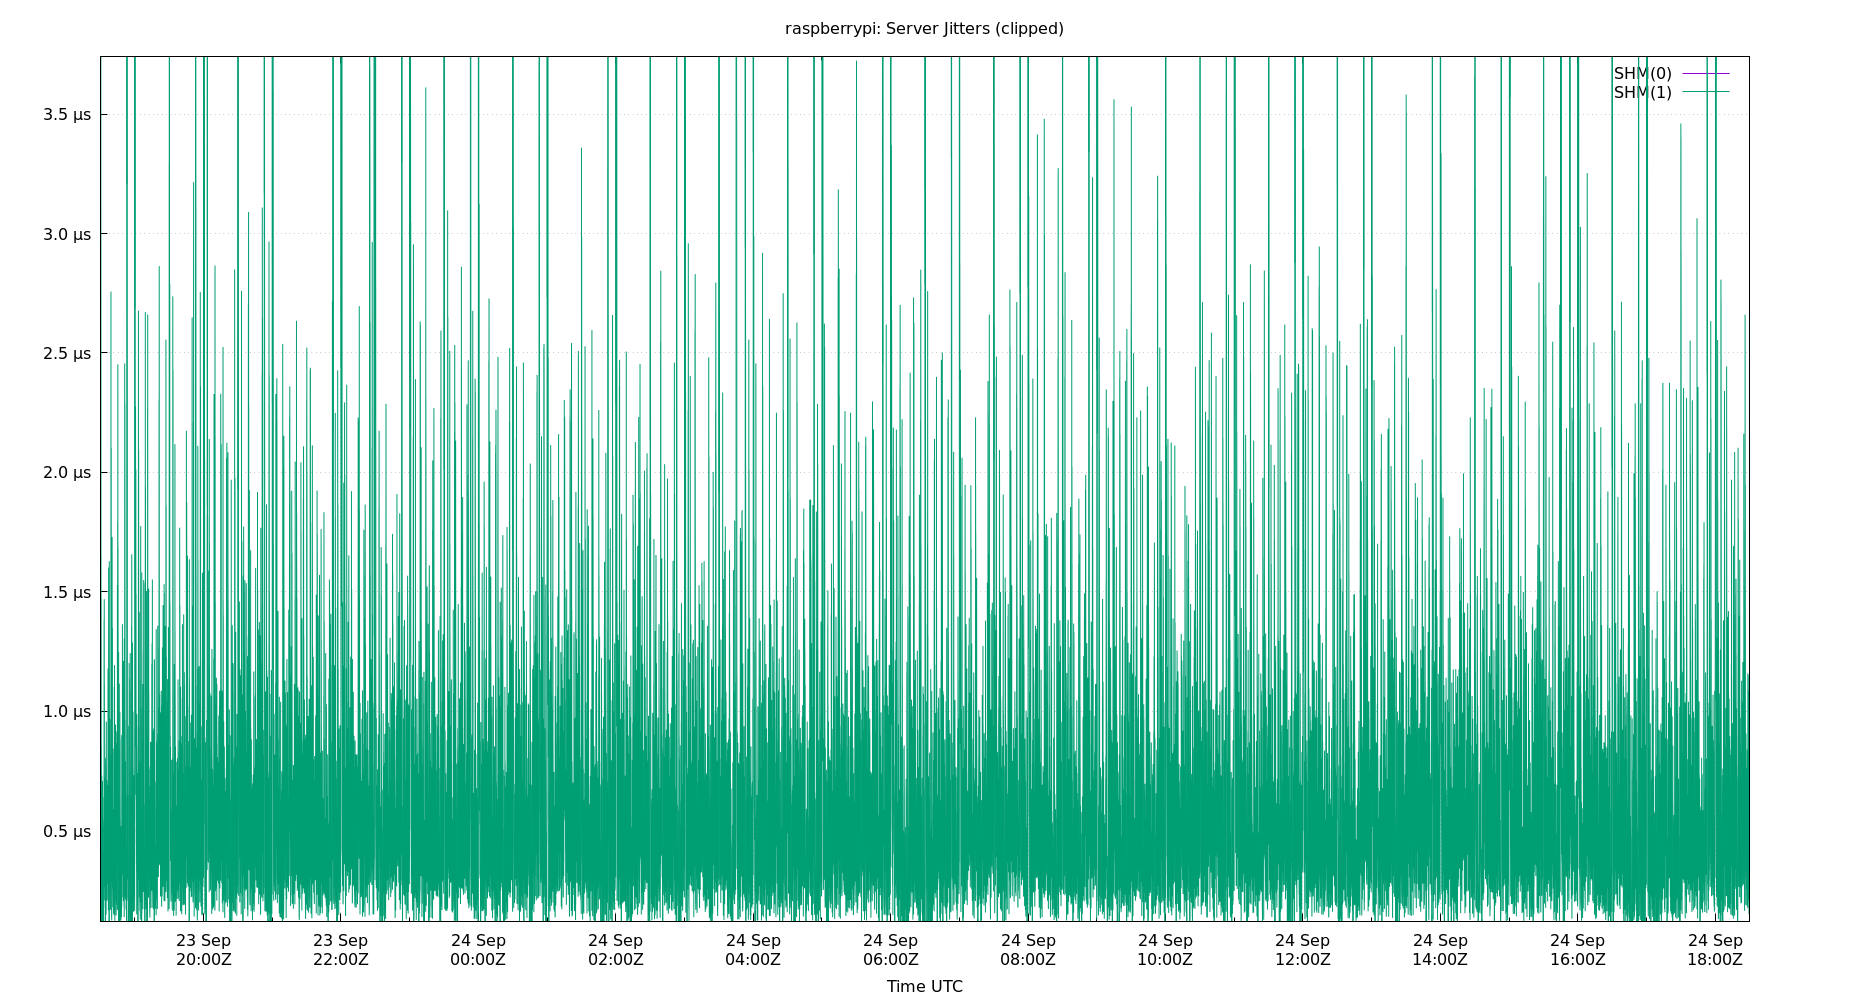 raspberrypi: Server Jitters (clipped)
SHM(0)
SHM(1)
3.5 µs
3.0 µs
2.5 µs
2.0 µs
1.5 µs
1.0 µs
0.5 µs
23 Sep 23 Sep 24 Sep 24 Sep 24 Sep 24 Sep 24 Sep 24 Sep 24 Sep 24 Sep 24 Sep 24 Sep
20:00Z 22:00Z 00:00Z 02:00Z 04:00Z 06:00Z 08:00Z 10:00Z 12:00Z 14:00Z 16:00Z 18:00Z
Time UTC